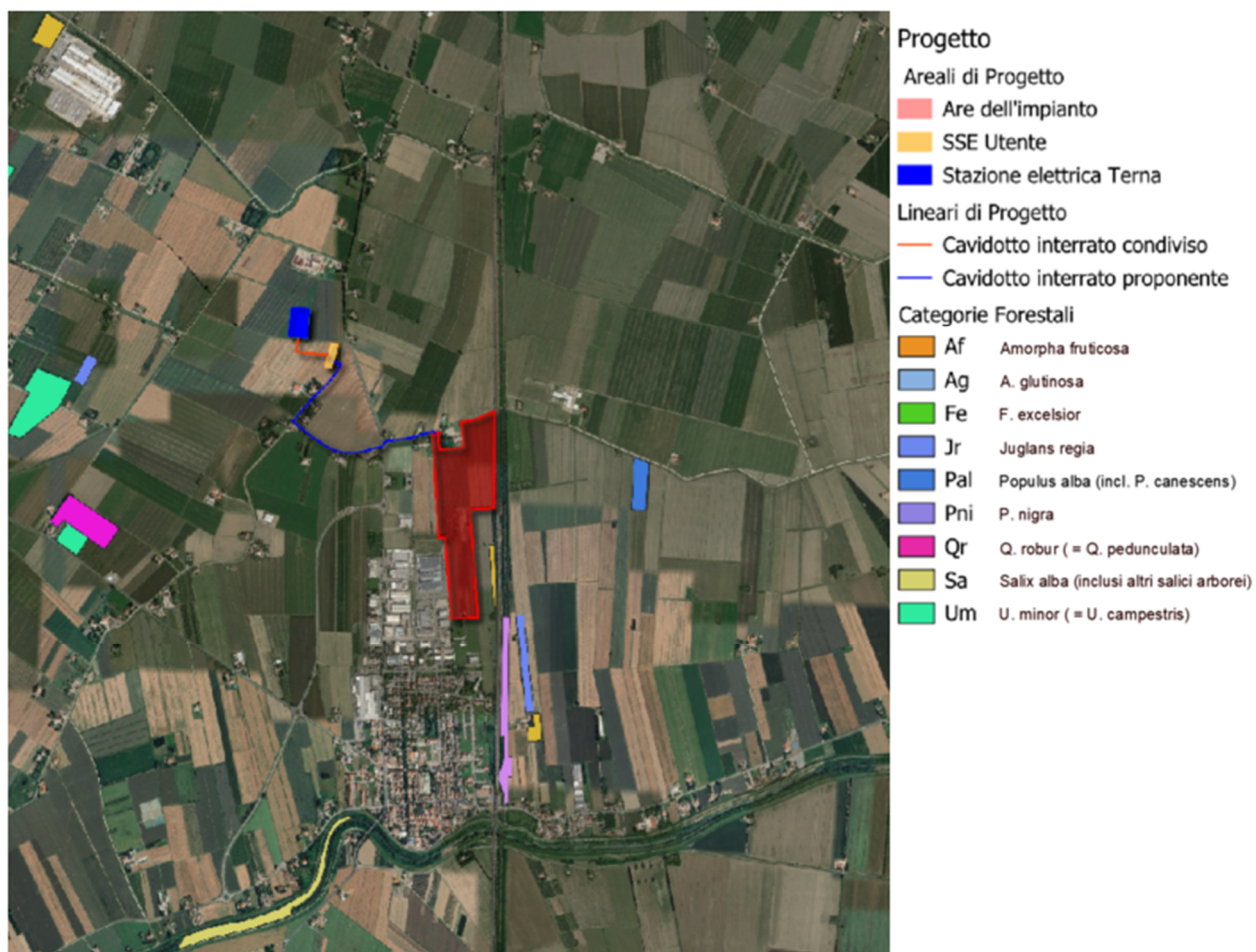 Progetto
Areali di Progetto
Are dell'impianto
SSE Utente
Stazione elettrica Terna
Lineari di Progetto
Cavidotto interrato condiviso
Cavidotto interrato proponente
Categorie Forestali
Af Amorpha fruticosa
Ag A. glutinosa
Fe F. excelsior
Jr Juglans regia
Pal Populus alba (incl. P. canescens)
Pni P. nigra
Qr Q. robur ( = Q. pedunculata)
Sa Salix alba (inclusi altri salici arborei)
Um U. minor ( = U. campestris)